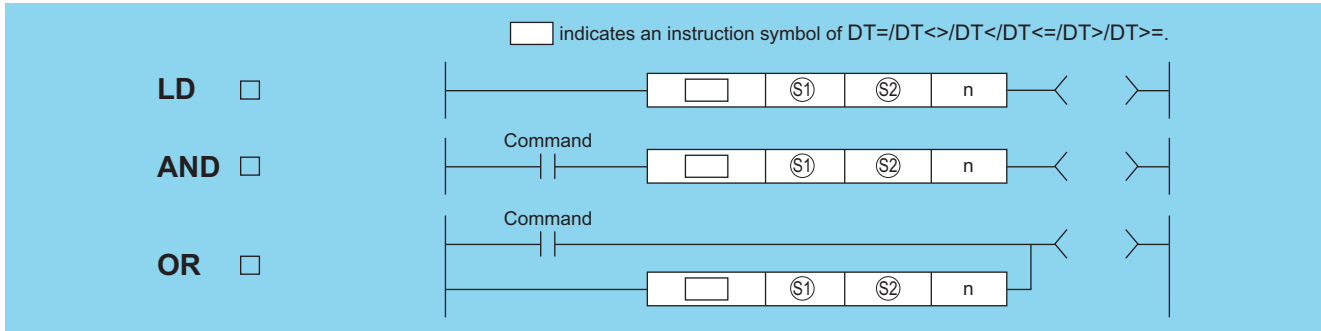 indicates an instruction symbol of DT=/DT<>/DT</DT<=/DT>/DT>=.
LD □ S1 S2 n
Command
AND □ S1 S2 n
Command
OR □ S1 S2 n